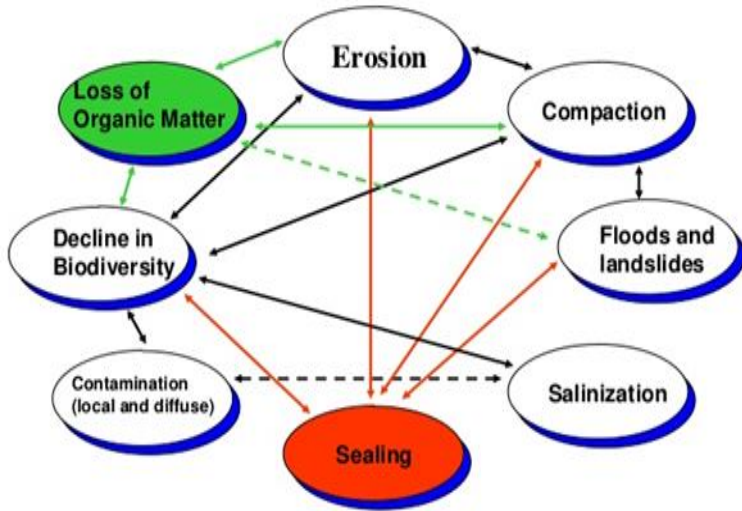 Erosion
Loss of
Organic Matter
Compaction
Decline in
Biodiversity
Floods and
landslides
Contamination
(local and diffuse)
Salinization
Sealing